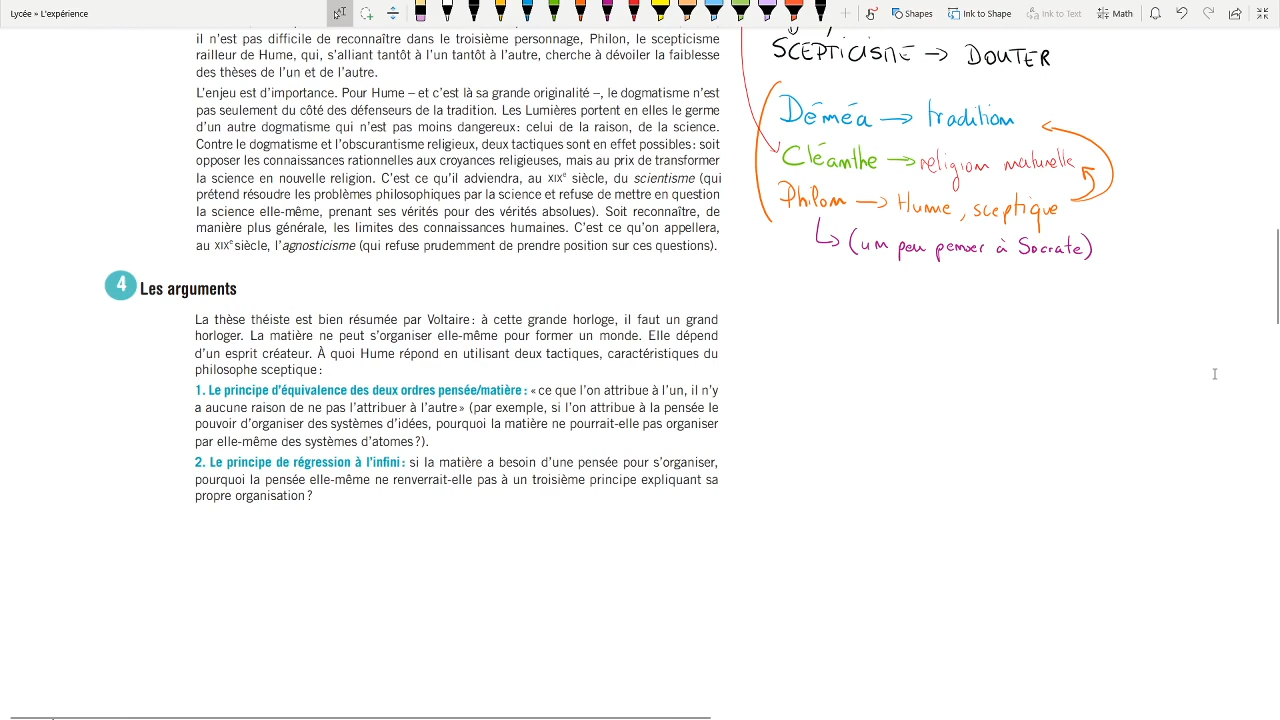 Lycée » L'expérience
Shapes
Ink to Shape
Ink to Text
Math
il n'est pas difficile de reconnaître dans le troisième personnage, Philon, le scepticisme
railleur de Hume, qui, s'alliant tantôt à l'un tantôt à l'autre, cherche à dévoiler la faiblesse
des thèses de l'un et de l'autre.
L'enjeu est d'importance. Pour Hume – et c'est là sa grande originalité –, le dogmatisme n'est
pas seulement du côté des défenseurs de la tradition. Les Lumières portent en elles le germe
d'un autre dogmatisme qui n'est pas moins dangereux : celui de la raison, de la science.
Contre le dogmatisme et l'obscurantisme religieux, deux tactiques sont en effet possibles : soit
opposer les connaissances rationnelles aux croyances religieuses, mais au prix de transformer
la science en nouvelle religion. C'est ce qu'il adviendra, au XIXe siècle, du scientisme (qui
prétend résoudre les problèmes philosophiques par la science et refuse de mettre en question
la science elle-même, prenant ses vérités pour des vérités absolues). Soit reconnaître, de
manière plus générale, les limites des connaissances humaines. C'est ce qu'on appellera,
au XIXe siècle, l'agnosticisme (qui refuse prudemment de prendre position sur ces questions).
4 Les arguments
La thèse théiste est bien résumée par Voltaire : à cette grande horloge, il faut un grand
horloger. La matière ne peut s'organiser elle-même pour former un monde. Elle dépend
d'un esprit créateur. À quoi Hume répond en utilisant deux tactiques, caractéristiques du
philosophe sceptique :
1. Le principe d'équivalence des deux ordres pensée/matière : « ce que l'on attribue à l'un, il n'y
a aucune raison de ne pas l'attribuer à l'autre » (par exemple, si l'on attribue à la pensée le
pouvoir d'organiser des systèmes d'idées, pourquoi la matière ne pourrait-elle pas organiser
par elle-même des systèmes d'atomes ?).
2. Le principe de régression à l'infini : si la matière a besoin d'une pensée pour s'organiser,
pourquoi la pensée elle-même ne renverrait-elle pas à un troisième principe expliquant sa
propre organisation ?
SCEPTICISME → DOUTER
Déméa → tradition
Cléanthe → religion naturelle
Philon → Hume, sceptique
↳ (un peu penser à Socrate)